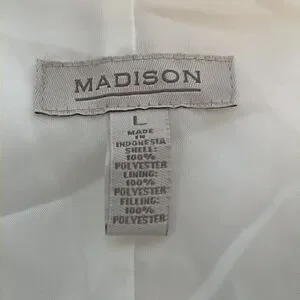 MADISON
L
MADE
IN
INDONESIA
SHELL:
100%
POLYESTER
LINING:
100%
POLYESTER
FILLING:
100%
POLYESTER